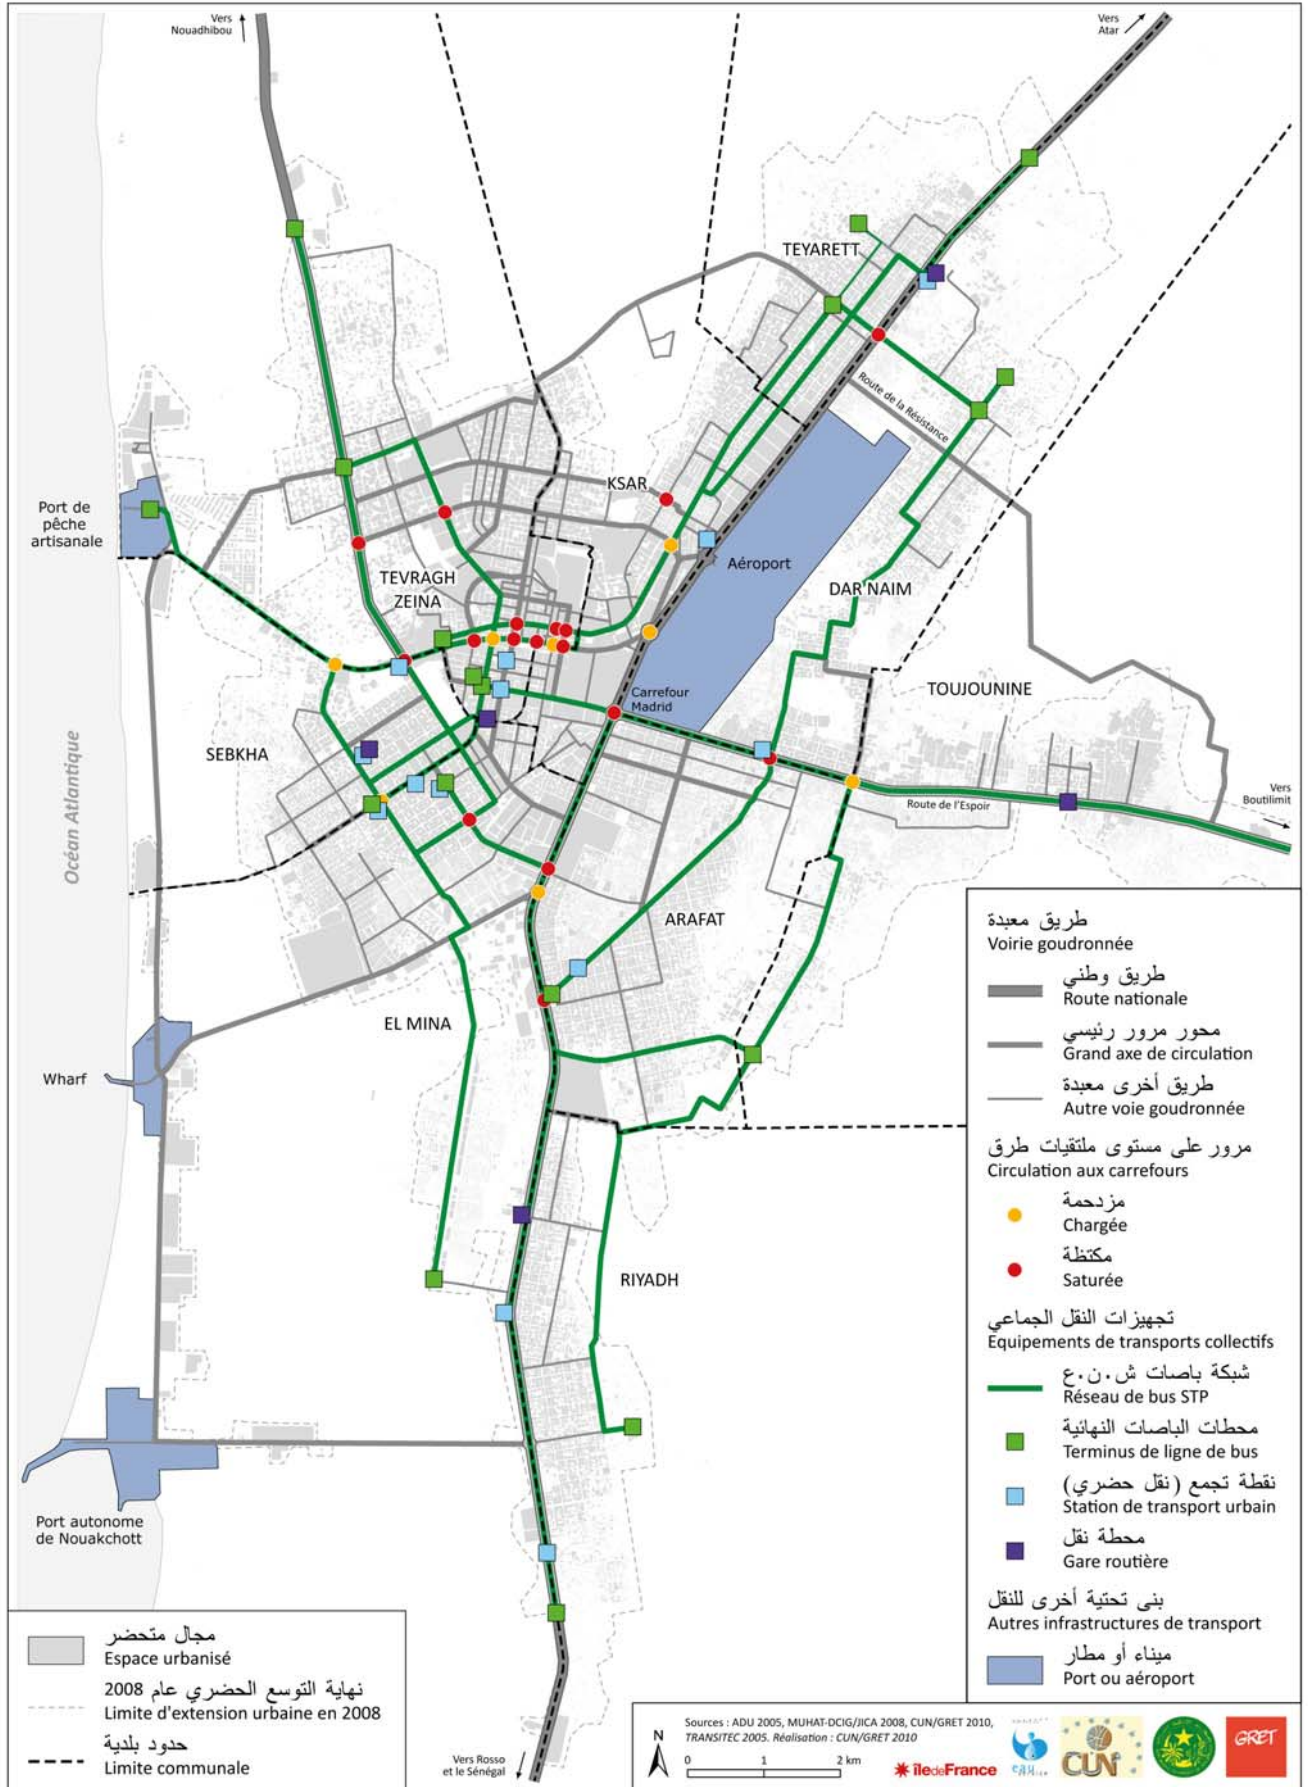 Vers
Nouadhibou
Vers
Atar
TEYARETT
Route de la Résistance
KSAR
Port de
pêche
artisanale
Aéroport
TEVRAGH
ZEINA
DAR NAIM
Carrefour
Madrid
TOUJOUNINE
SEBKHA
Vers
Boutilimit
Route de l'Espoir
Océan Atlantique
ARAFAT
EL MINA
Wharf
RIYADH
Port autonome
de Nouakchott
Vers Rosso
et le Sénégal
طريق معبدة
Voirie goudronnée
طريق وطني
Route nationale
محور مرور رئيسي
Grand axe de circulation
طريق أخرى معبدة
Autre voie goudronnée
مرور على مستوى ملتقيات طرق
Circulation aux carrefours
مزدحمة
Chargée
مكتظة
Saturée
تجهيزات النقل الجماعي
Equipements de transports collectifs
شبكة باصات ش.ن.ع
Réseau de bus STP
محطات الباصات النهائية
Terminus de ligne de bus
نقطة تجمع (نقل حضري)
Station de transport urbain
محطة نقل
Gare routière
بنى تحتية أخرى للنقل
Autres infrastructures de transport
ميناء أو مطار
Port ou aéroport
مجال متحضر
Espace urbanisé
نهاية التوسع الحضري عام 2008
Limite d'extension urbaine en 2008
حدود بلدية
Limite communale
N
Sources : ADU 2005, MUHAT-DCIG/JICA 2008, CUN/GRET 2010,
TRANSITEC 2005. Réalisation : CUN/GRET 2010
0 1 2 km
îledeFrance
CUN
GRET